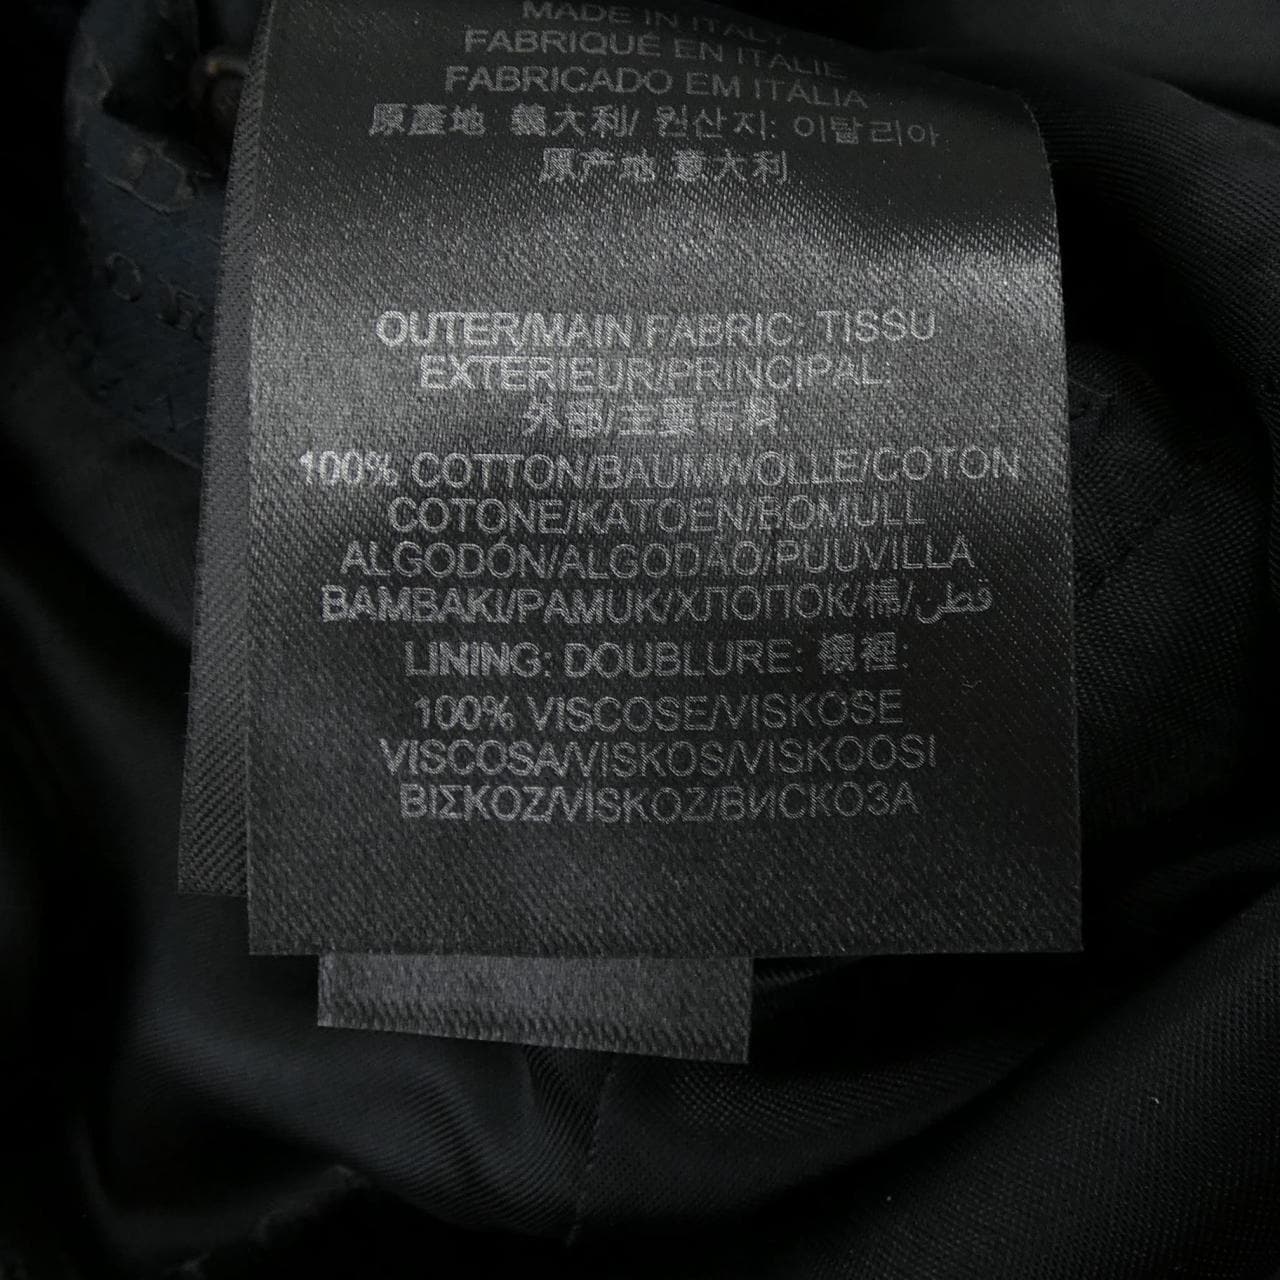 MADE IN ITALY
FABRIQUÉ EN ITALIE
FABRICADO EM ITALIA
原產地 義大利/ 원산지: 이탈리아
原产地 意大利
OUTER/MAIN FABRIC: TISSU
EXTERIEUR/PRINCIPAL:
外部/主要布料
100% COTTON/BAUMWOLLE/COTON
COTONE/KATOEN/BOMULL
ALGODÓN/ALGODÃO/PUUVILLA
BAMBAKI/PAMUK/ХЛОПОК/棉/قطن
LINING: DOUBLURE: 襯裡:
100% VISCOSE/VISKOSE
VISCOSA/VISKOS/VISKOOSI
ΒΙΣΚΟΖ/VİSKOZ/ВИСКОЗА